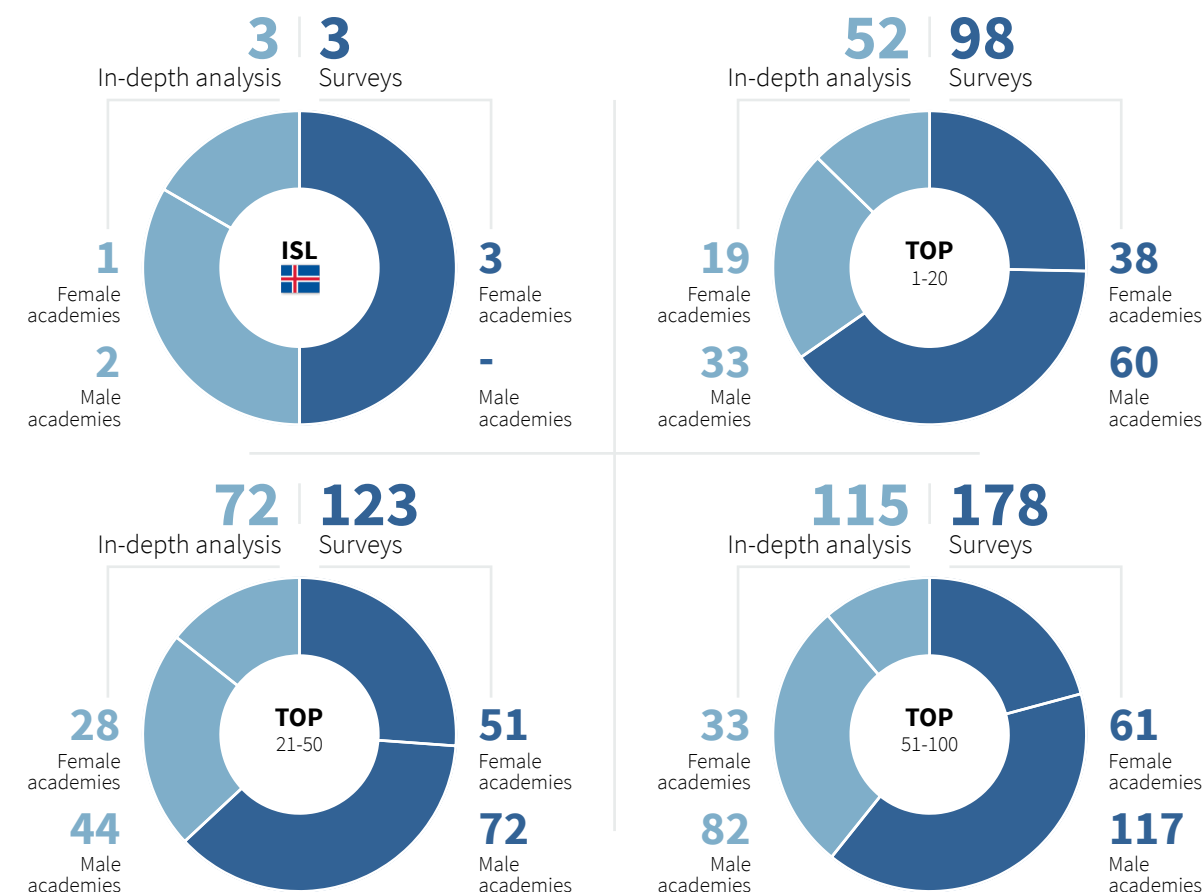 3 3
In-depth analysis Surveys
1
Female
academies
2
Male
academies
ISL
3
Female
academies
-
Male
academies
52 98
In-depth analysis Surveys
19
Female
academies
33
Male
academies
TOP
1-20
38
Female
academies
60
Male
academies
72 123
In-depth analysis Surveys
28
Female
academies
44
Male
academies
TOP
21-50
51
Female
academies
72
Male
academies
115 178
In-depth analysis Surveys
33
Female
academies
82
Male
academies
TOP
51-100
61
Female
academies
117
Male
academies